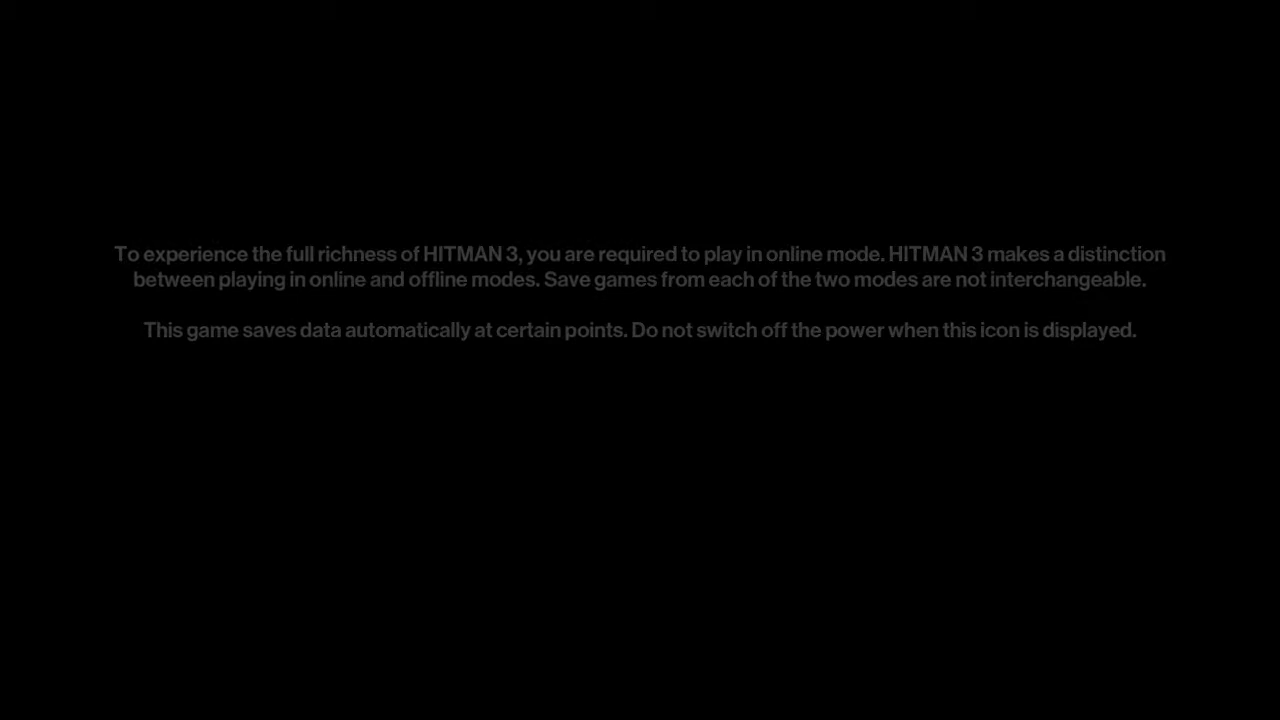 To experience the full richness of HITMAN 3, you are required to play in online mode. HITMAN 3 makes a distinction
between playing in online and offline modes. Save games from each of the two modes are not interchangeable.
This game saves data automatically at certain points. Do not switch off the power when this icon is displayed.